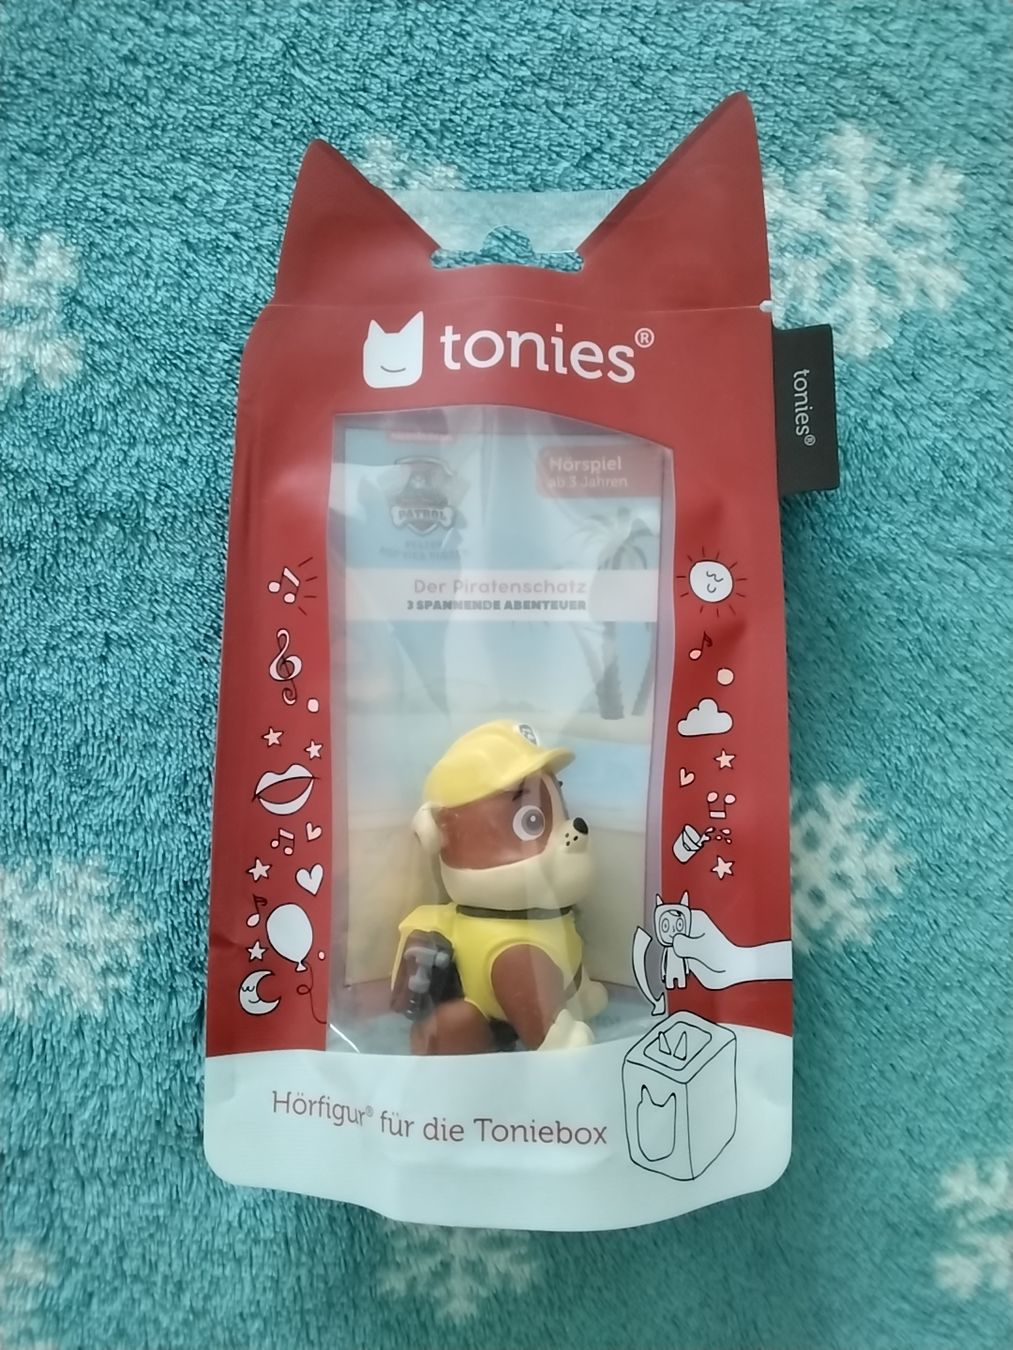 tonies®
tonies®
Hörspiel
ab 3 Jahren
PATROL
Der Piratenschatz
3 SPANNENDE ABENTEUER
Hörfigur® für die Toniebox